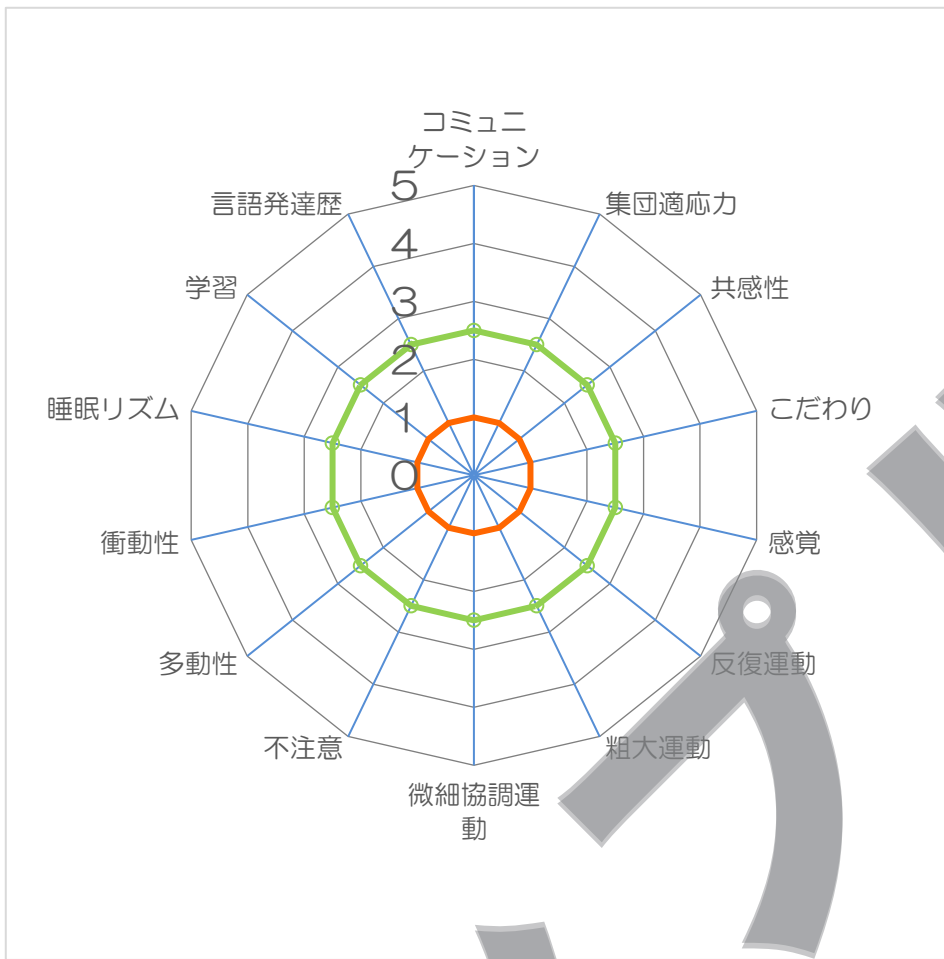 コミュニ
ケーション
集団適応力
共感性
こだわり
感覚
反復運動
粗大運動
微細協調運
動
不注意
多動性
衝動性
睡眠リズム
学習
言語発達歴
5
4
3
2
1
0